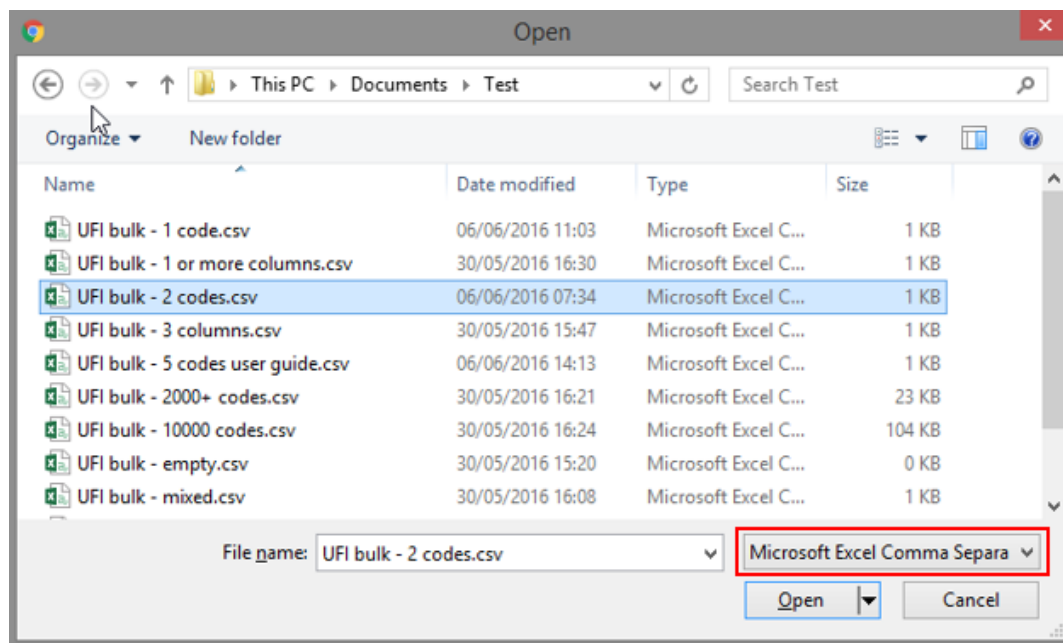 Open
This PC Documents Test Search Test
Organize New folder
Name Date modified Type Size
UFI bulk - 1 code.csv 06/06/2016 11:03 Microsoft Excel C... 1 KB
UFI bulk - 1 or more columns.csv 30/05/2016 16:30 Microsoft Excel C... 1 KB
UFI bulk - 2 codes.csv 06/06/2016 07:34 Microsoft Excel C... 1 KB
UFI bulk - 3 columns.csv 30/05/2016 15:47 Microsoft Excel C... 1 KB
UFI bulk - 5 codes user guide.csv 06/06/2016 14:13 Microsoft Excel C... 1 KB
UFI bulk - 2000+ codes.csv 30/05/2016 16:21 Microsoft Excel C... 23 KB
UFI bulk - 10000 codes.csv 30/05/2016 16:24 Microsoft Excel C... 104 KB
UFI bulk - empty.csv 30/05/2016 15:20 Microsoft Excel C... 0 KB
UFI bulk - mixed.csv 30/05/2016 16:08 Microsoft Excel C... 1 KB
File name: UFI bulk - 2 codes.csv Microsoft Excel Comma Separa
Open Cancel